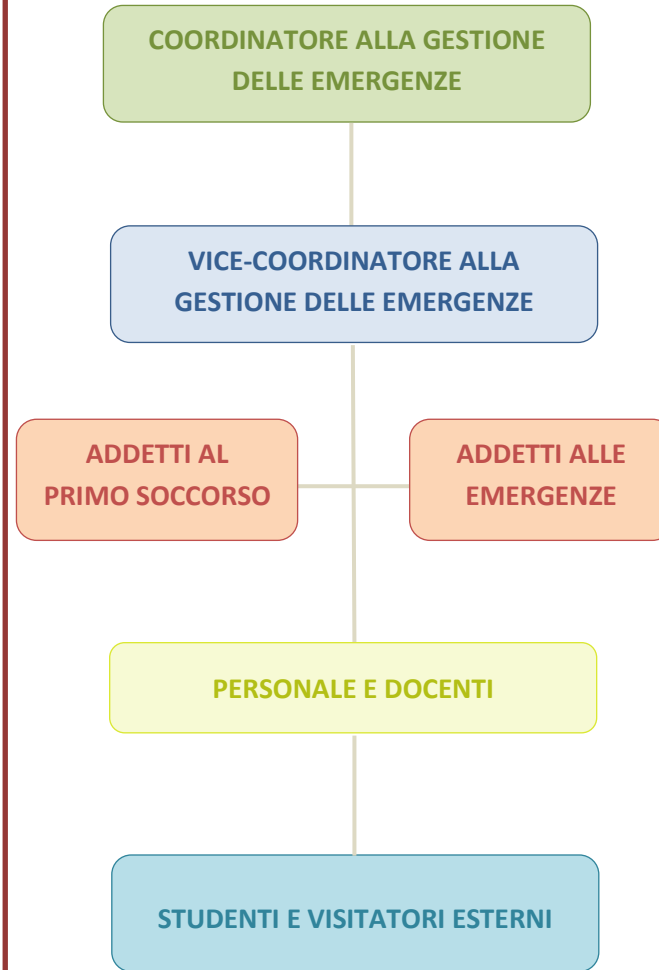 COORDINATORE ALLA GESTIONE
DELLE EMERGENZE
VICE-COORDINATORE ALLA
GESTIONE DELLE EMERGENZE
ADDETTI AL
PRIMO SOCCORSO
ADDETTI ALLE
EMERGENZE
PERSONALE E DOCENTI
STUDENTI E VISITATORI ESTERNI